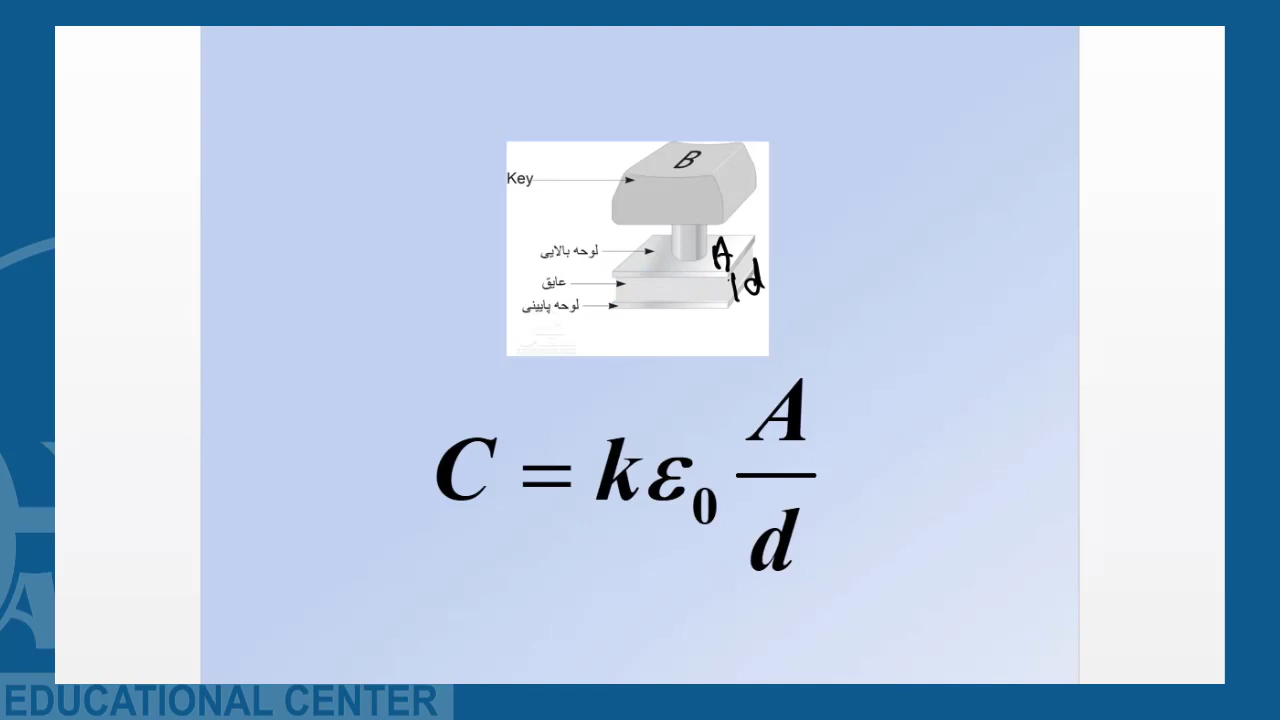 B
Key
لوحه بالایی
A
عایق
d
لوحه پایینی
C = kε₀ A/d
EDUCATIONAL CENTER